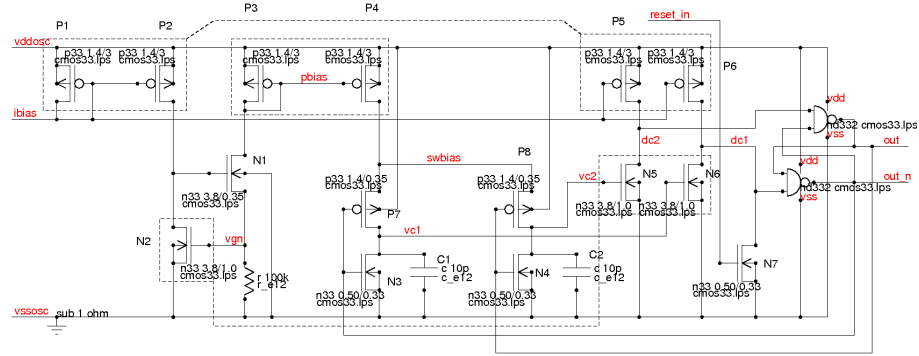 reset_in
P1
P2
P3
P4
P5
P6
vddosc
p33 1.4/3
cmos33.lps
p33 1.4/3
cmos33.lps
p33 1.4/3
cmos33.lps
p33 1.4/3
cmos33.lps
p33 1.4/3
cmos33.lps
p33 1.4/3
cmos33.lps
pbias
ibias
vdd
nd332 cmos33.lps
vss
dc2
dc1
out
N1
n33 3.8/0.35
cmos33.lps
swbias
P8
p33 1.4/0.35
cmos33.lps
p33 1.4/0.35
cmos33.lps
vc2
N5
N6
n33 3.8/1.0
cmos33.lps
n33 3.8/1.0
cmos33.lps
vdd
nd332 cmos33.lps
vss
out_n
P7
N2
vgn
vc1
n33 3.8/1.0
cmos33.lps
r 100k
r_e12
N3
C1
c 10p
c_e12
N4
C2
c 10p
c_e12
N7
n33 0.50/0.33
cmos33.lps
n33 0.50/0.33
cmos33.lps
n33 0.50/0.33
cmos33.lps
vssosc
sub 1 ohm